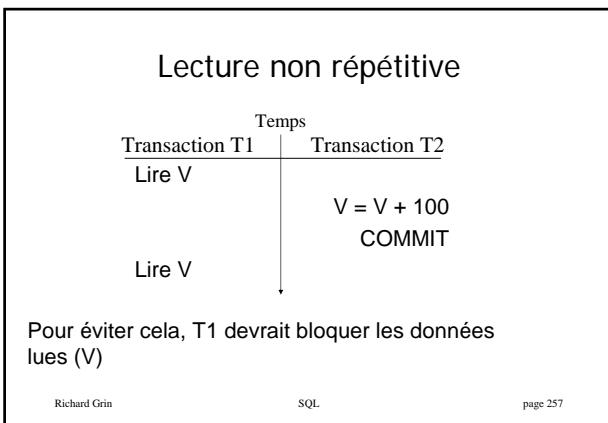 Lecture non répétitive
Temps
Transaction T1 Transaction T2
Lire V
V = V + 100
COMMIT
Lire V
Pour éviter cela, T1 devrait bloquer les données
lues (V)
Richard Grin SQL page 257